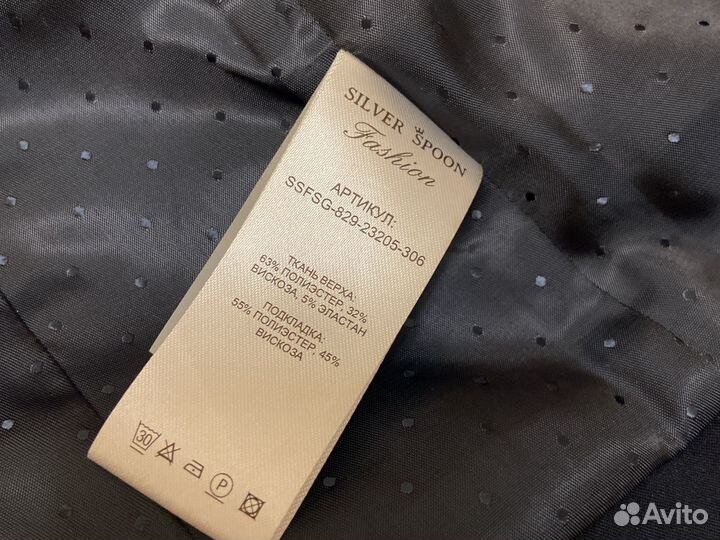 SILVER SPOON
Fashion
АРТИКУЛ:
SSFSG-829-23205-306
ТКАНЬ ВЕРХА:
63% ПОЛИЭСТЕР, 32%
ВИСКОЗА, 5% ЭЛАСТАН
ПОДКЛАДКА:
55% ПОЛИЭСТЕР, 45%
ВИСКОЗА
30
P
Avito